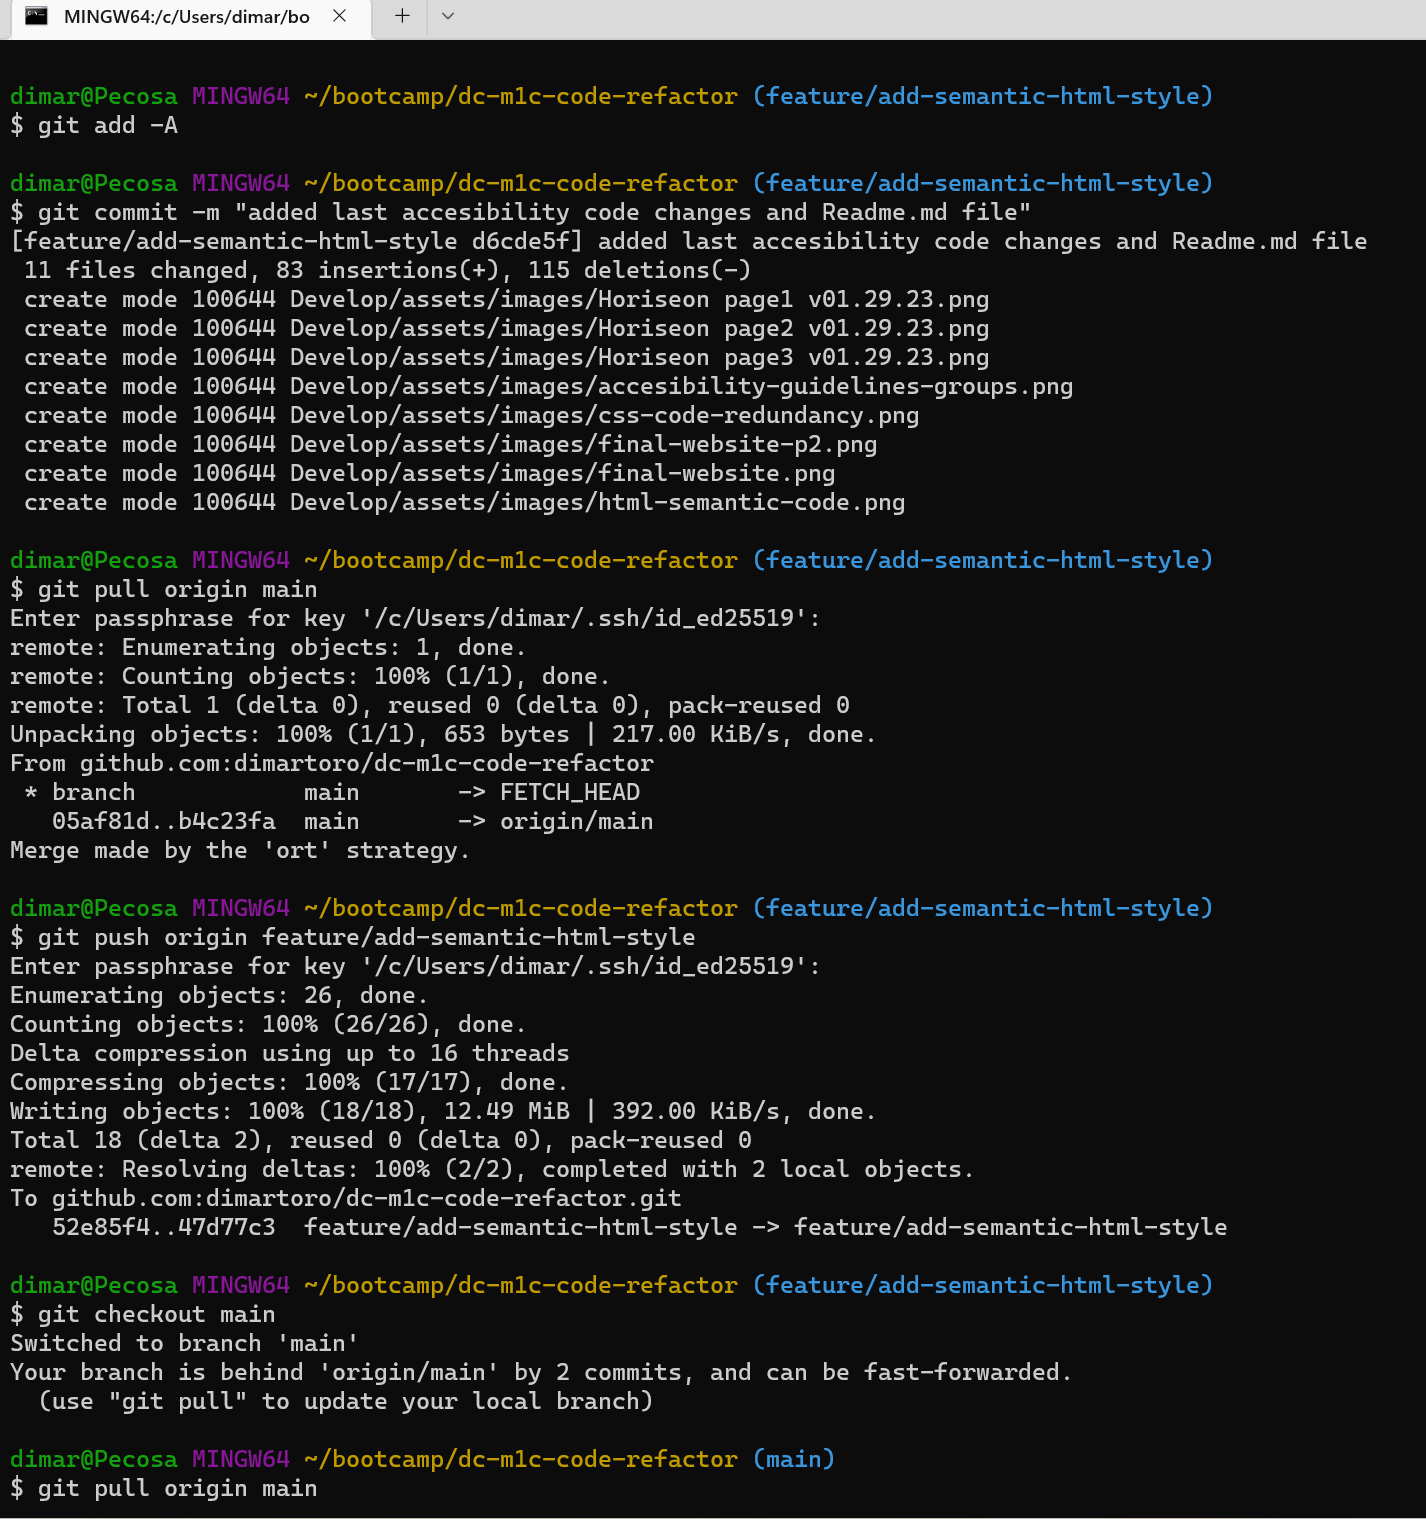 MINGW64:/c/Users/dimar/bo
dimar@Pecosa MINGW64 ~/bootcamp/dc-m1c-code-refactor (feature/add-semantic-html-style)
$ git add -A
dimar@Pecosa MINGW64 ~/bootcamp/dc-m1c-code-refactor (feature/add-semantic-html-style)
$ git commit -m "added last accesibility code changes and Readme.md file"
[feature/add-semantic-html-style d6cde5f] added last accesibility code changes and Readme.md file
 11 files changed, 83 insertions(+), 115 deletions(-)
 create mode 100644 Develop/assets/images/Horiseon page1 v01.29.23.png
 create mode 100644 Develop/assets/images/Horiseon page2 v01.29.23.png
 create mode 100644 Develop/assets/images/Horiseon page3 v01.29.23.png
 create mode 100644 Develop/assets/images/accesibility-guidelines-groups.png
 create mode 100644 Develop/assets/images/css-code-redundancy.png
 create mode 100644 Develop/assets/images/final-website-p2.png
 create mode 100644 Develop/assets/images/final-website.png
 create mode 100644 Develop/assets/images/html-semantic-code.png
dimar@Pecosa MINGW64 ~/bootcamp/dc-m1c-code-refactor (feature/add-semantic-html-style)
$ git pull origin main
Enter passphrase for key '/c/Users/dimar/.ssh/id_ed25519':
remote: Enumerating objects: 1, done.
remote: Counting objects: 100% (1/1), done.
remote: Total 1 (delta 0), reused 0 (delta 0), pack-reused 0
Unpacking objects: 100% (1/1), 653 bytes | 217.00 KiB/s, done.
From github.com:dimartoro/dc-m1c-code-refactor
 * branch            main       -> FETCH_HEAD
   05af81d..b4c23fa  main       -> origin/main
Merge made by the 'ort' strategy.
dimar@Pecosa MINGW64 ~/bootcamp/dc-m1c-code-refactor (feature/add-semantic-html-style)
$ git push origin feature/add-semantic-html-style
Enter passphrase for key '/c/Users/dimar/.ssh/id_ed25519':
Enumerating objects: 26, done.
Counting objects: 100% (26/26), done.
Delta compression using up to 16 threads
Compressing objects: 100% (17/17), done.
Writing objects: 100% (18/18), 12.49 MiB | 392.00 KiB/s, done.
Total 18 (delta 2), reused 0 (delta 0), pack-reused 0
remote: Resolving deltas: 100% (2/2), completed with 2 local objects.
To github.com:dimartoro/dc-m1c-code-refactor.git
   52e85f4..47d77c3  feature/add-semantic-html-style -> feature/add-semantic-html-style
dimar@Pecosa MINGW64 ~/bootcamp/dc-m1c-code-refactor (feature/add-semantic-html-style)
$ git checkout main
Switched to branch 'main'
Your branch is behind 'origin/main' by 2 commits, and can be fast-forwarded.
  (use "git pull" to update your local branch)
dimar@Pecosa MINGW64 ~/bootcamp/dc-m1c-code-refactor (main)
$ git pull origin main